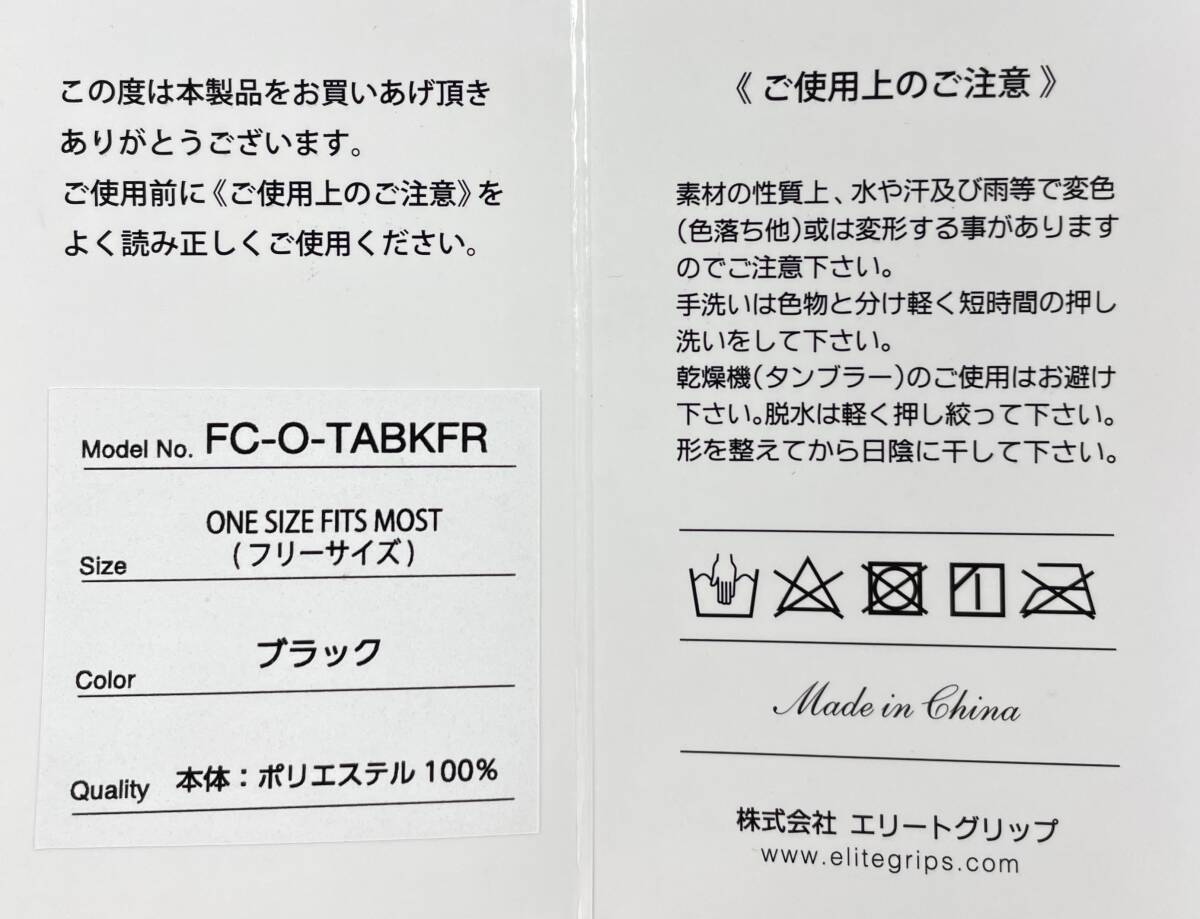 この度は本製品をお買いあげ頂き
ありがとうございます。
ご使用前に《ご使用上のご注意》を
よく読み正しくご使用ください。
Model No. FC-O-TABKFR
ONE SIZE FITS MOST
Size (フリーサイズ)
Color ブラック
Quality 本体:ポリエステル 100%
《 ご使用上のご注意 》
素材の性質上、水や汗及び雨等で変色
(色落ち他)或は変形する事があります
のでご注意下さい。
手洗いは色物と分け軽く短時間の押し
洗いをして下さい。
乾燥機(タンブラー)のご使用はお避け
下さい。脱水は軽く押し絞って下さい。
形を整えてから日陰に干して下さい。
Made in China
株式会社 エリートグリップ
www.elitegrips.com